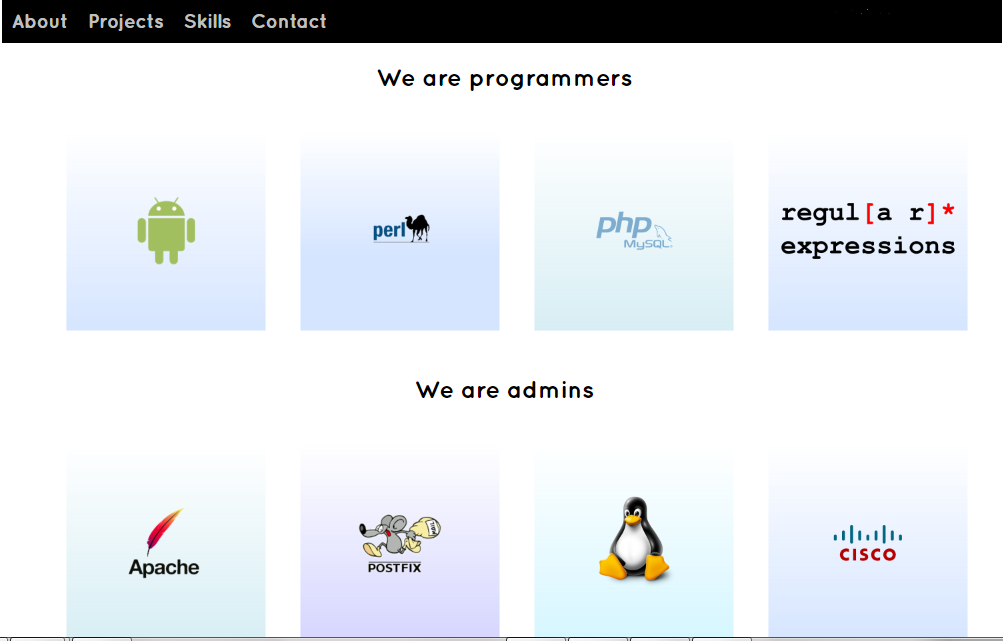 About Projects Skills Contact
We are programmers
perl
php
MySQL
regul[a r]*
expressions
We are admins
Apache
POSTFIX
CISCO